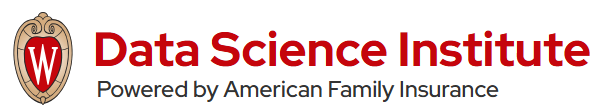 W
Data Science Institute
Powered by American Family Insurance